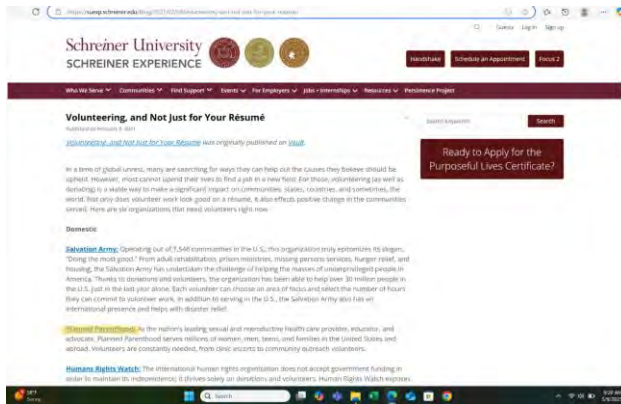 Schreiner University
SCHREINER EXPERIENCE
Log in Sign up
Handshake Schedule an Appointment Focus 2
Who We Serve Communities Find Support Events For Employers Jobs + Internships Resources Persistence Project
Volunteering, and Not Just for Your Résumé
Search
Volunteering, and Not Just for Your Résumé was originally published on Vault.
Ready to Apply for the
Purposeful Lives Certificate?
In a time of global unrest, many are searching for ways they can help out the causes they believe should be
upheld. However, most cannot upend their lives to find a job in a new field. For those, volunteering (as well as
donating) is a viable way to make a significant impact on communities, states, countries, and sometimes, the
world. Not only does volunteer work look good on a résumé, it also effects positive change in the communities
served. Here are six organizations that need volunteers right now.
Domestic
Salvation Army: Operating out of 7,546 communities in the U.S., this organization truly epitomizes its slogan,
"Doing the most good." From adult rehabilitation, prison ministries, missing persons services, hunger relief, and
housing, the Salvation Army has undertaken the challenge of helping the masses of underprivileged people in
America. Thanks to donations and volunteers, the organization has been able to help over 30 million people in
the U.S. just in the last year alone. Each volunteer can choose an area of focus and select the number of hours
they can commit to volunteer work. In addition to serving in the U.S., the Salvation Army also has an
international presence and helps with disaster relief.
Planned Parenthood: As the nation's leading sexual and reproductive health care provider, educator, and
advocate, Planned Parenthood serves millions of women, men, teens, and families in the United States and
abroad. Volunteers are constantly needed, from clinic escorts to community outreach volunteers.
Humans Rights Watch: The international human rights organization does not accept government funding in
order to maintain its independence; it thrives solely on donations and volunteers. Human Rights Watch exposes
Search